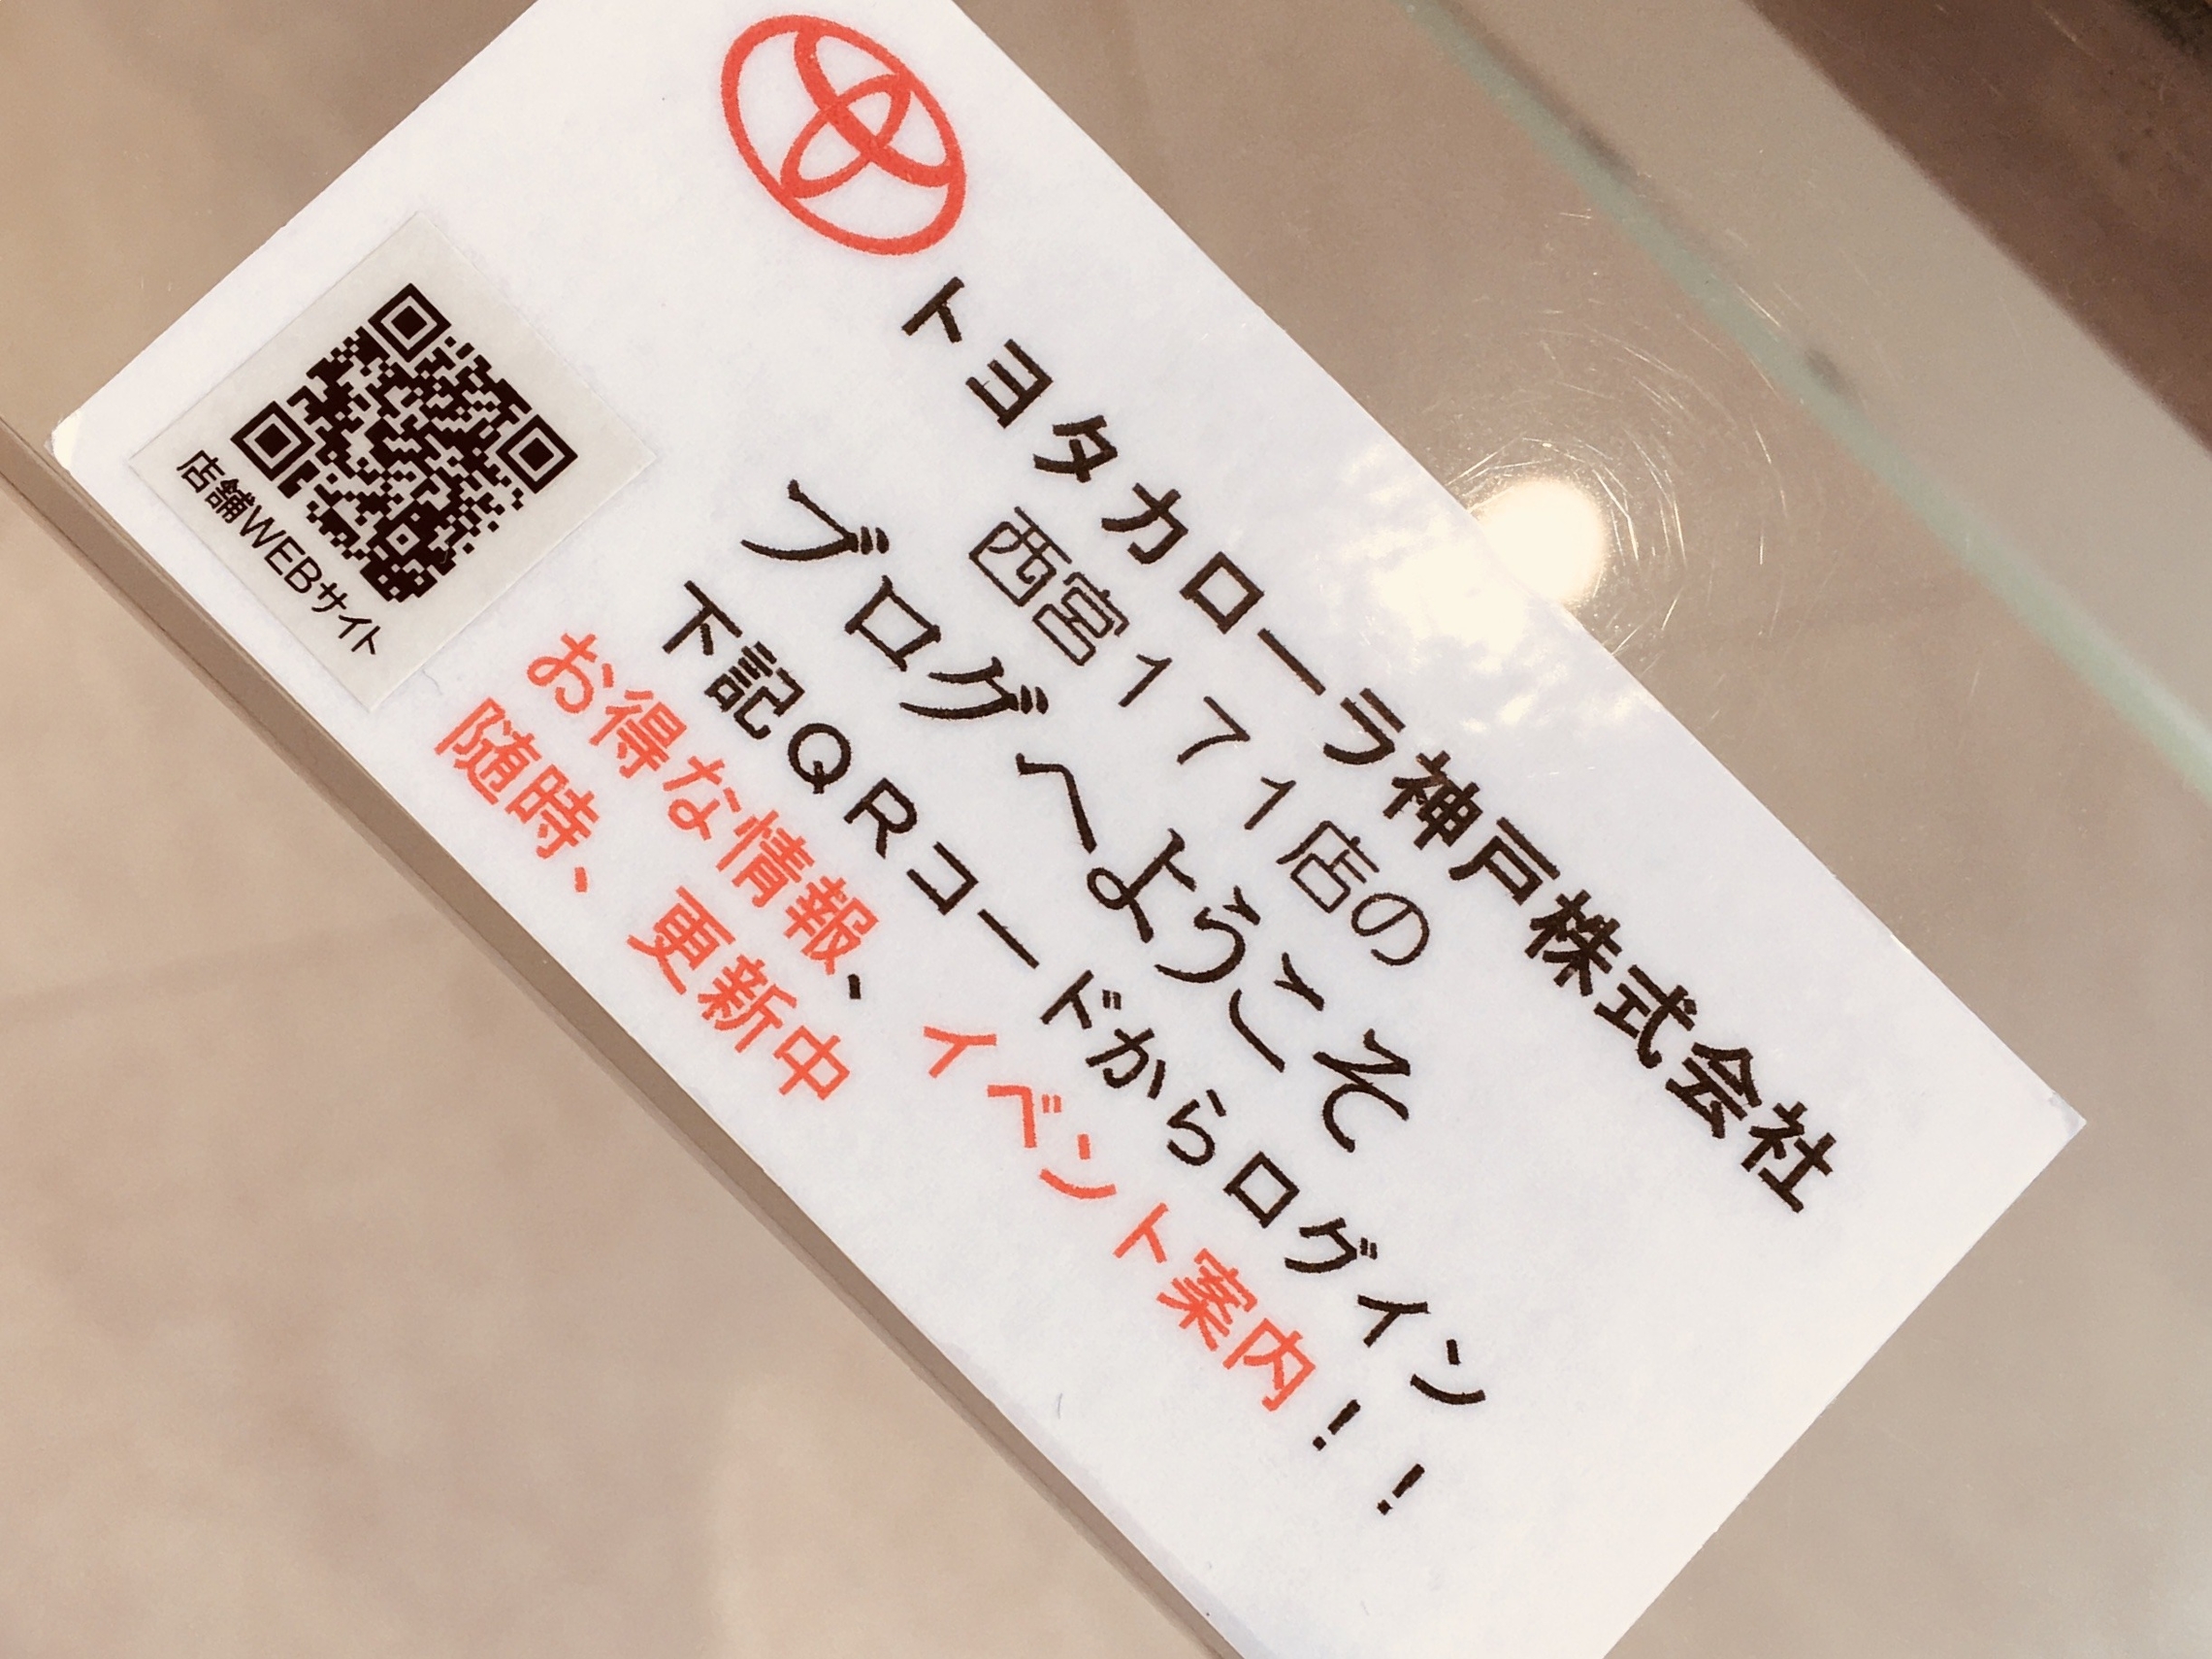 トヨタカローラ神戸株式会社
西宮171店の
ブログへようこそ
下記QRコードからログイン
お得な情報、イベント案内!!
随時、更新中
店舗WEBサイト